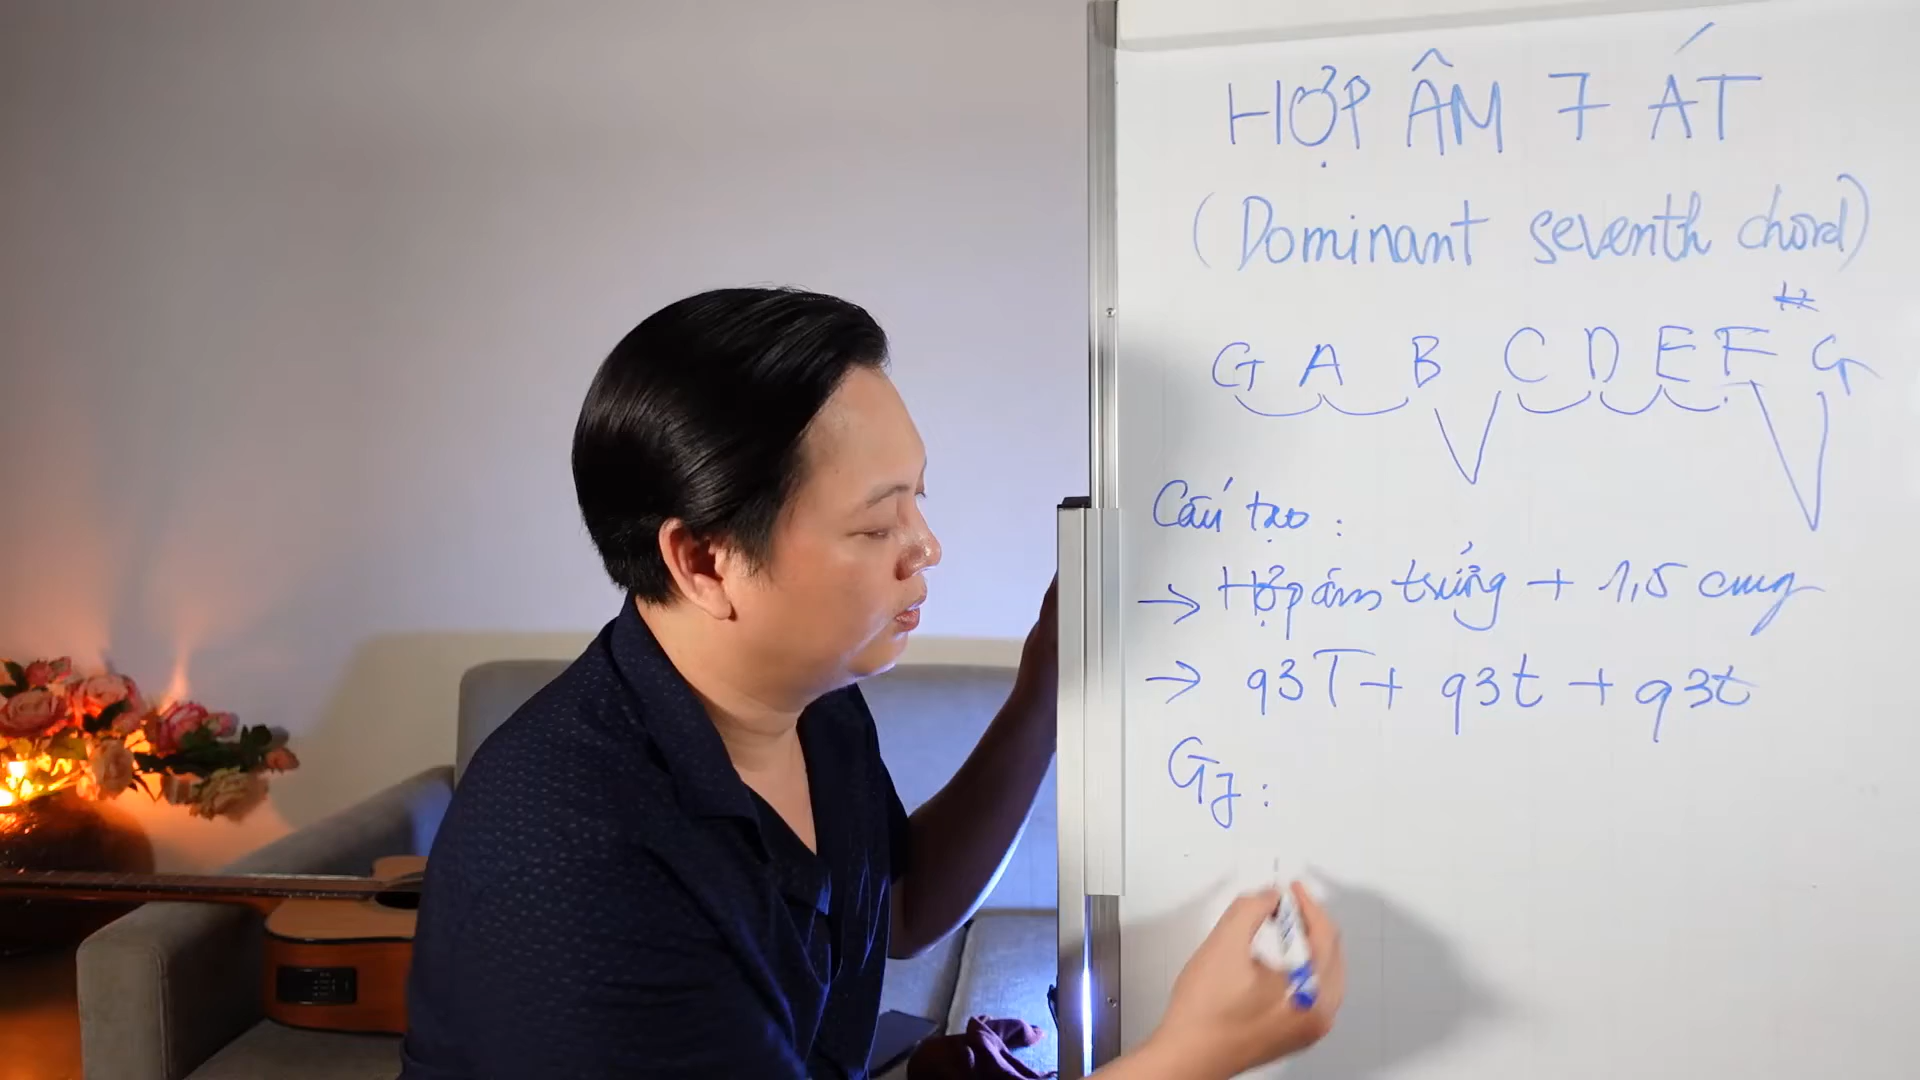 HỢP ÂM 7 ÁT
(Dominant seventh chord)
G A B C D E F# G
Cấu tạo :
→ Hợp âm trưởng + 1,5 cung
→ q3T + q3t + q3t
G7 :